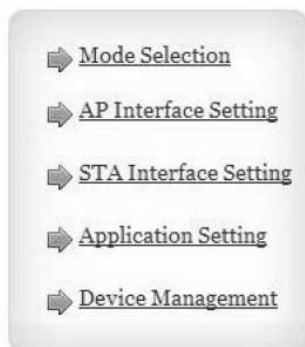 Mode Selection
AP Interface Setting
STA Interface Setting
Application Setting
Device Management